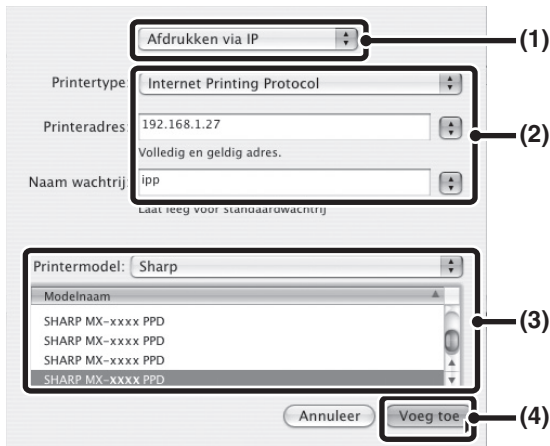 Afdrukken via IP
(1)
Printertype:
Internet Printing Protocol
Printeradres:
192.168.1.27
(2)
Volledig en geldig adres.
Naam wachtrij:
ipp
Laat leeg voor standaardwachtrij
Printermodel:
Sharp
Modelnaam
SHARP MX-xxxx PPD
(3)
SHARP MX-xxxx PPD
SHARP MX-xxxx PPD
SHARP MX-xxxx PPD
Annuleer
Voeg toe
(4)